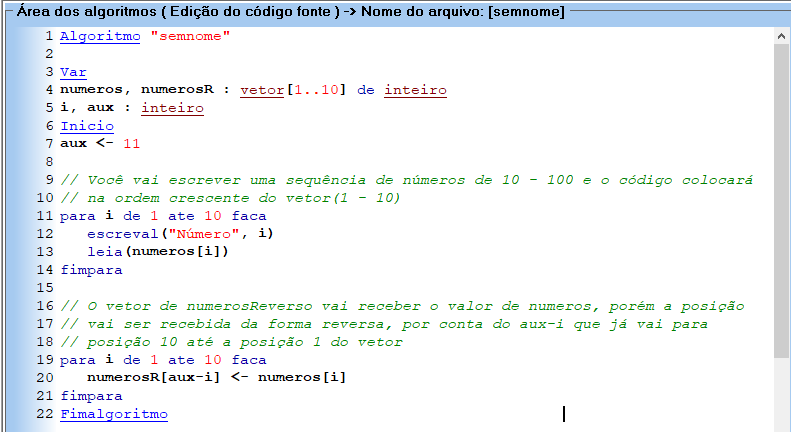 Área dos algoritmos ( Edição do código fonte ) -> Nome do arquivo: [semnome]
1 Algoritmo "semnome"
2
3 Var
4 numeros, numerosR : vetor[1..10] de inteiro
5 i, aux : inteiro
6 Inicio
7 aux <- 11
8
9 // Você vai escrever uma sequência de números de 10 - 100 e o código colocará
10 // na ordem crescente do vetor(1 - 10)
11 para i de 1 ate 10 faca
12 escreval("Número", i)
13 leia(numeros[i])
14 fimpara
15
16 // O vetor de numerosReverso vai receber o valor de numeros, porém a posição
17 // vai ser recebida da forma reversa, por conta do aux-i que já vai para
18 // posição 10 até a posição 1 do vetor
19 para i de 1 ate 10 faca
20 numerosR[aux-i] <- numeros[i]
21 fimpara
22 Fimalgoritmo